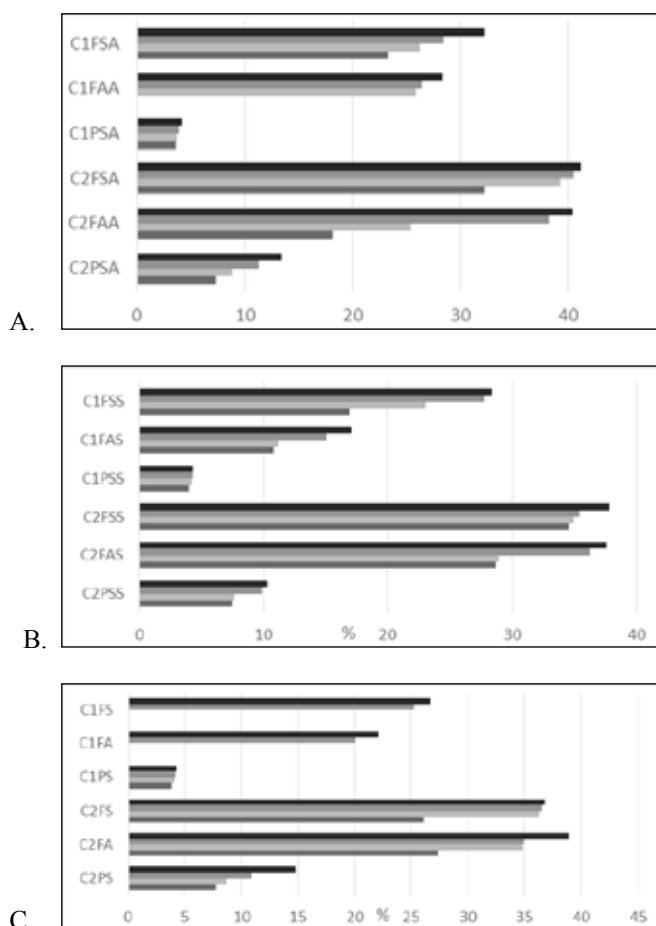 C1FSA
C1FAA
C1PSA
C2FSA
C2FAA
C2PSA
0 10 20 30 40
A.
C1FSS
C1FAS
C1PSS
C2FSS
C2FAS
C2PSS
0 10 % 20 30 40
B.
C1FS
C1FA
C1PS
C2FS
C2FA
C2PS
0 5 10 15 20 % 25 30 35 40 45
C.